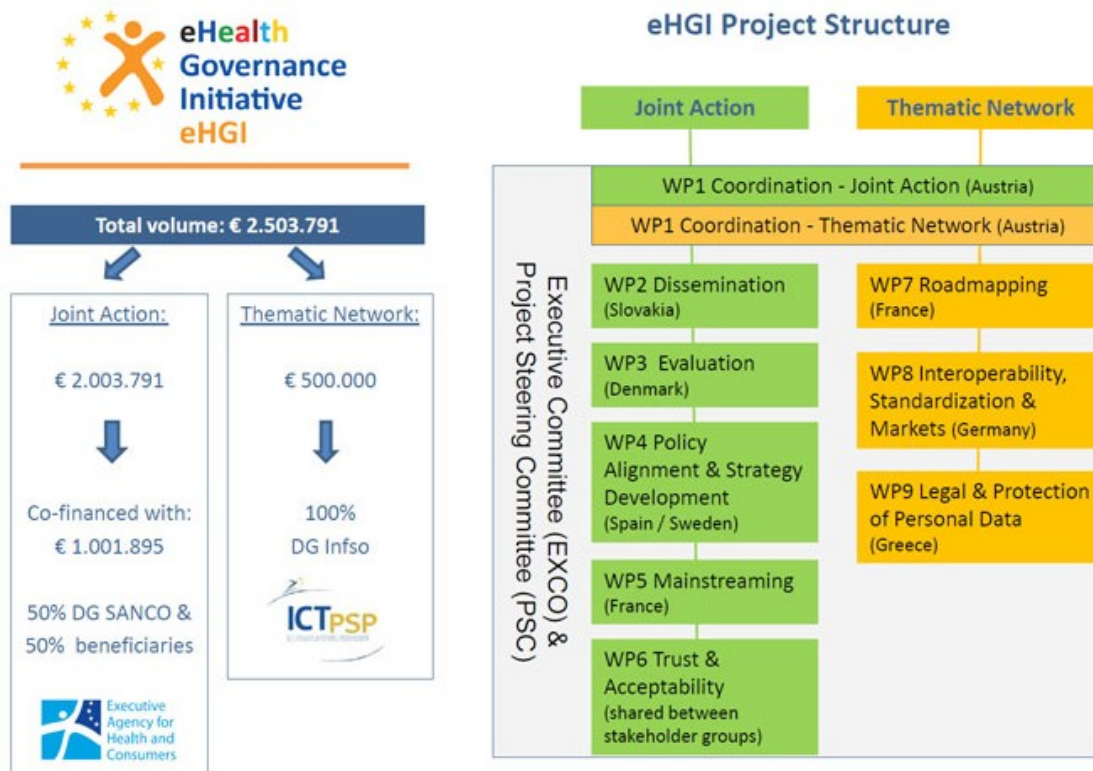 eHealth
Governance
Initiative
eHGI
Total volume: € 2.503.791
Joint Action:
€ 2.003.791
Co-financed with:
€ 1.001.895
50% DG SANCO &
50% beneficiaries
Executive
Agency for
Health and
Consumers
Thematic Network:
€ 500.000
100%
DG Infso
ICT PSP
eHGI Project Structure
Joint Action
Thematic Network
Executive Committee (EXCO) &
Project Steering Committee (PSC)
WP1 Coordination - Joint Action (Austria)
WP1 Coordination - Thematic Network (Austria)
WP2 Dissemination
(Slovakia)
WP3 Evaluation
(Denmark)
WP4 Policy
Alignment & Strategy
Development
(Spain / Sweden)
WP5 Mainstreaming
(France)
WP6 Trust &
Acceptability
(shared between
stakeholder groups)
WP7 Roadmapping
(France)
WP8 Interoperability,
Standardization &
Markets (Germany)
WP9 Legal & Protection
of Personal Data
(Greece)